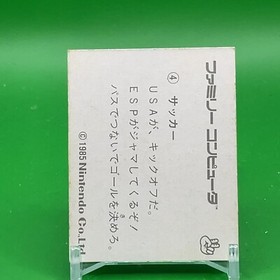 ファミリー コンピュータ
④ サッカー
USAが、キックオフだ。
ESPがジャマしてくるぞ!
パスでつないでゴールを決めろ。
き
©1985 Nintendo Co.,Ltd.